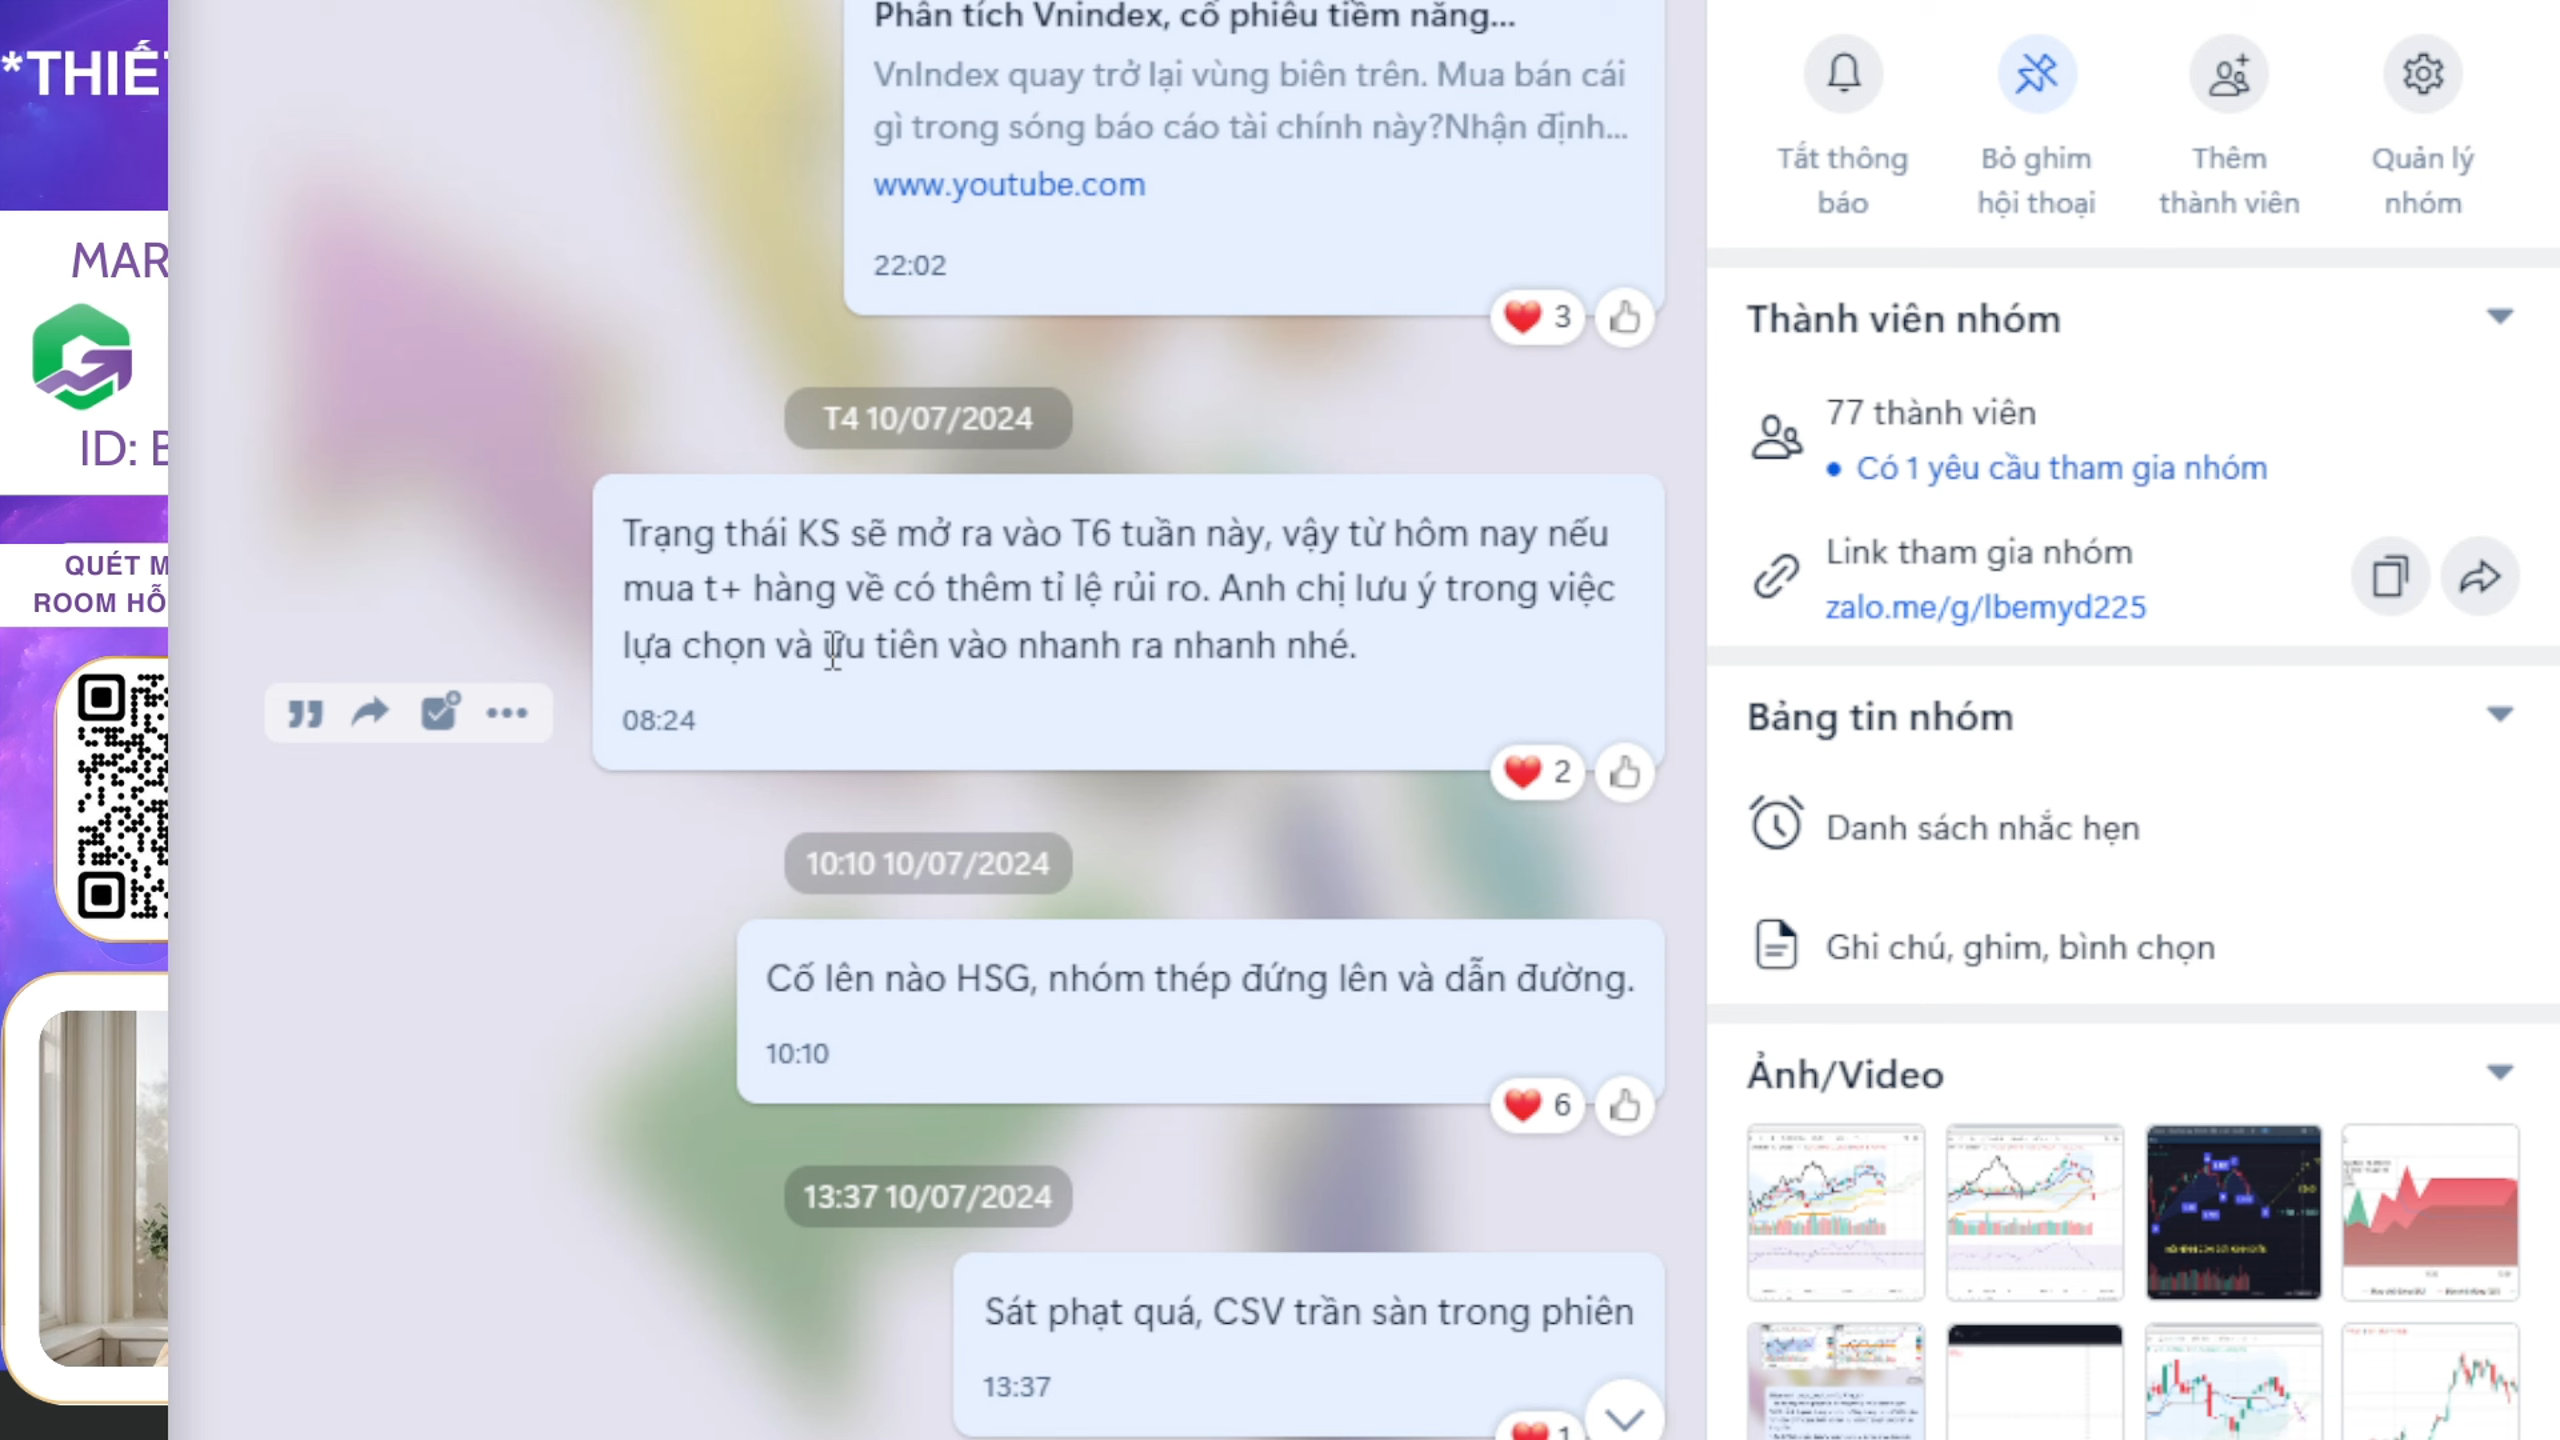 *THIẾT
MAR
ID: B
QUÉT M
ROOM HỖ
Phân tích Vnindex, cổ phiếu tiềm năng...
VnIndex quay trở lại vùng biên trên. Mua bán cái
gì trong sóng báo cáo tài chính này?Nhận định...
www.youtube.com
22:02
3
T4 10/07/2024
Trạng thái KS sẽ mở ra vào T6 tuần này, vậy từ hôm nay nếu
mua t+ hàng về có thêm tỉ lệ rủi ro. Anh chị lưu ý trong việc
lựa chọn và ưu tiên vào nhanh ra nhanh nhé.
08:24
2
10:10 10/07/2024
Cố lên nào HSG, nhóm thép đứng lên và dẫn đường.
10:10
6
13:37 10/07/2024
Sát phạt quá, CSV trần sàn trong phiên
13:37
1
Tắt thông
báo
Bỏ ghim
hội thoại
Thêm
thành viên
Quản lý
nhóm
Thành viên nhóm
77 thành viên
Có 1 yêu cầu tham gia nhóm
Link tham gia nhóm
zalo.me/g/lbemyd225
Bảng tin nhóm
Danh sách nhắc hẹn
Ghi chú, ghim, bình chọn
Ảnh/Video